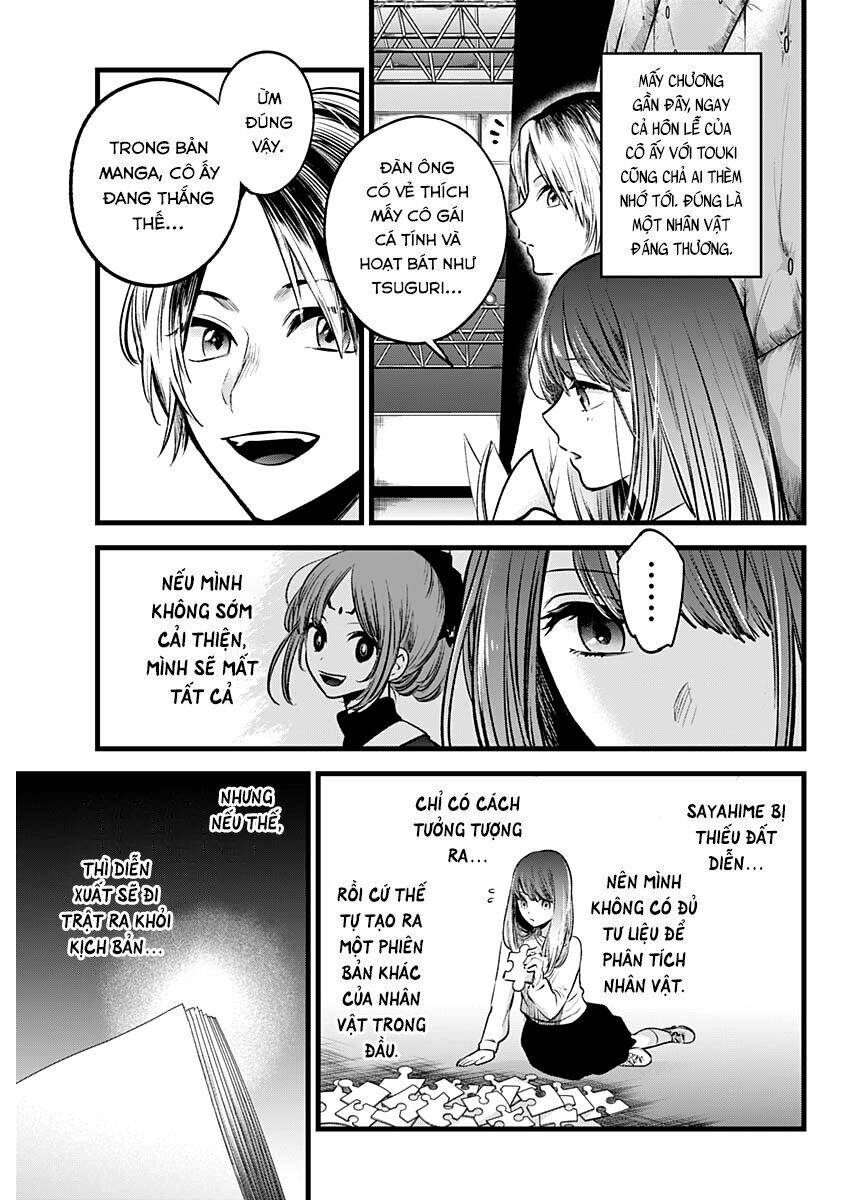 MẤY CHƯƠNG
GẦN ĐÂY, NGAY
CẢ HÔN LỄ CỦA
CÔ ẤY VỚI TOUKI
CŨNG CHẢ AI THÈM
NHỚ TỚI. ĐÚNG LÀ
MỘT NHÂN VẬT
ĐÁNG THƯƠNG.
ĐÀN ÔNG
CÓ VẺ THÍCH
MẤY CÔ GÁI
CÁ TÍNH VÀ
HOẠT BÁT NHƯ
TSUGURI...
ỪM
ĐÚNG
VẬY.
TRONG BẢN
MANGA, CÔ ẤY
ĐANG THẮNG
THẾ...
......
NẾU MÌNH
KHÔNG SỚM
CẢI THIỆN,
MÌNH SẼ MẤT
TẤT CẢ
SAYAHIME BỊ
THIẾU ĐẤT
DIỄN...
NÊN MÌNH
KHÔNG CÓ ĐỦ
TƯ LIỆU ĐỂ
PHÂN TÍCH
NHÂN VẬT.
CHỈ CÓ CÁCH
TƯỞNG TƯỢNG
RA...
RỒI CỨ THẾ
TỰ TẠO RA
MỘT PHIÊN
BẢN KHÁC
CỦA NHÂN
VẬT TRONG
ĐẦU.
NHƯNG
NẾU THẾ,
THÌ DIỄN
XUẤT SẼ ĐI
TRẬT RA KHỎI
KỊCH BẢN...